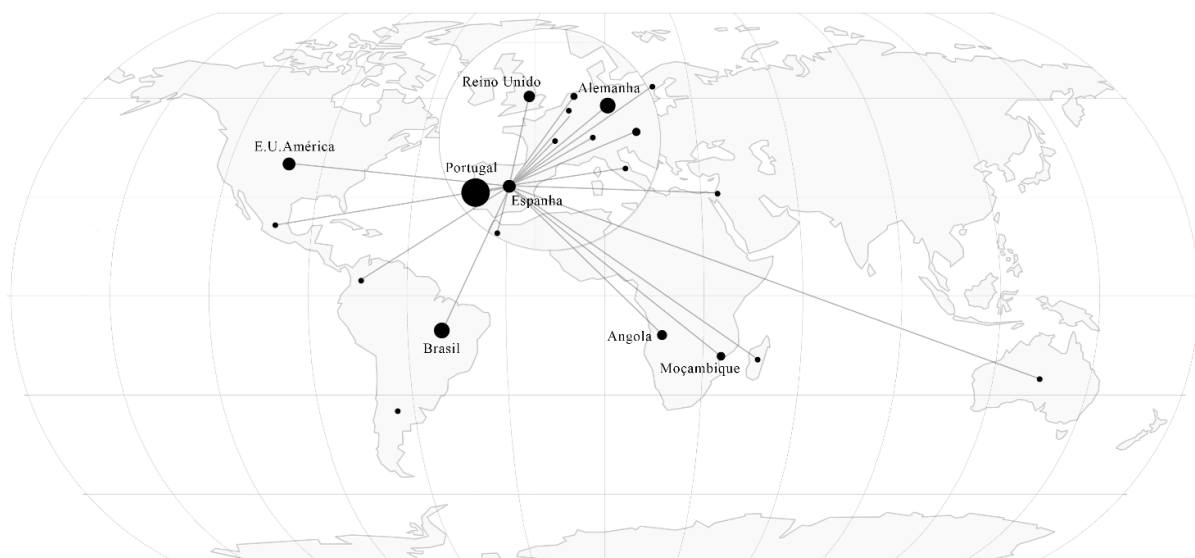 Reino Unido
Alemanha
E.U.América
Portugal
Espanha
Angola
Brasil
Moçambique